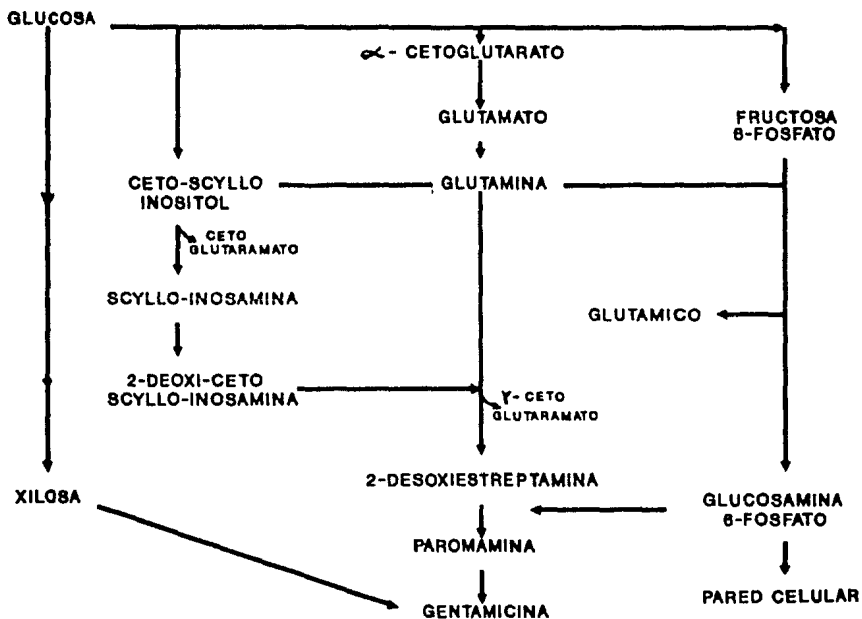 GLUCOSA
α - CETOGLUTARATO
GLUTAMATO
FRUCTOSA
6-FOSFATO
CETO-SCYLLO
INOSITOL
GLUTAMINA
CETO
GLUTARAMATO
SCYLLO-INOSAMINA
GLUTAMICO
2-DEOXI-CETO
SCYLLO-INOSAMINA
γ- CETO
GLUTARAMATO
2-DESOXIESTREPTAMINA
XILOSA
GLUCOSAMINA
6-FOSFATO
PAROMAMINA
PARED CELULAR
GENTAMICINA